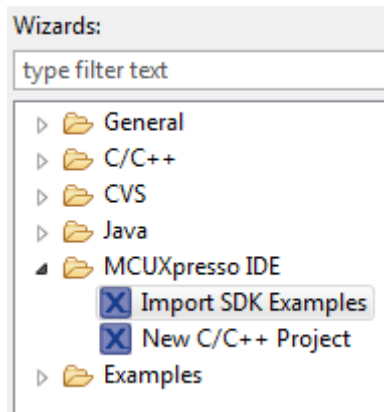 Wizards:
type filter text
General
C/C++
CVS
Java
MCUXpresso IDE
Import SDK Examples
New C/C++ Project
Examples